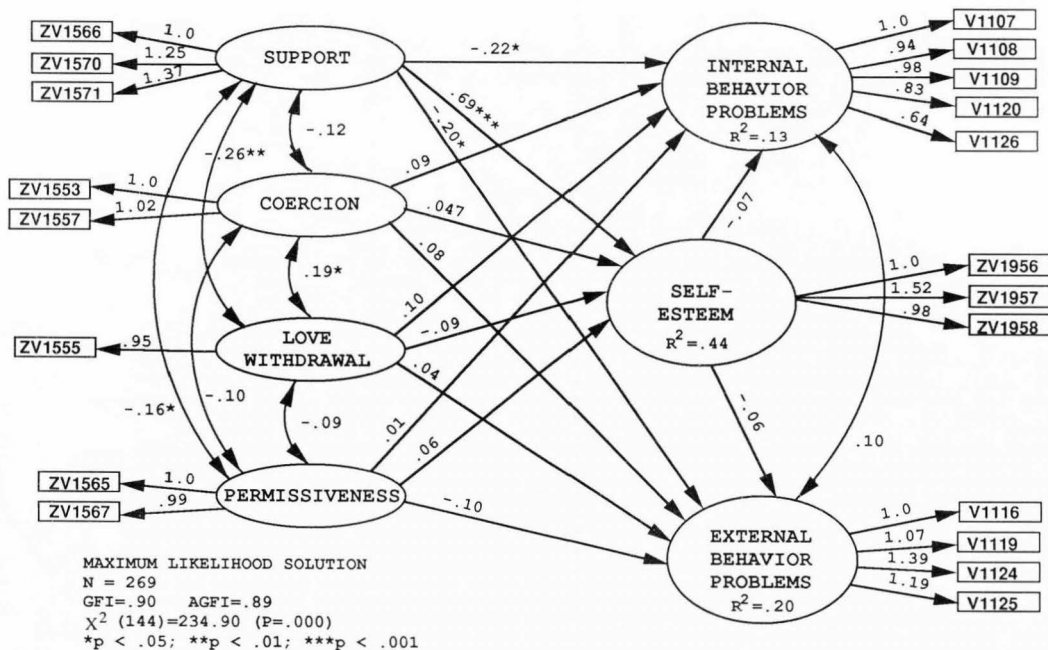 ZV1566
1.0
ZV1570
1.25
ZV1571
1.37
SUPPORT
-.22*
.69***
-.20*
-.12
-.26**
ZV1553
1.0
ZV1557
1.02
COERCION
.09
.047
.08
.19*
ZV1555
.95
LOVE
WITHDRAWAL
.10
-.09
.04
-.16*
-.10
-.09
ZV1565
1.0
ZV1567
.99
PERMISSIVENESS
.01
.06
-.10
INTERNAL
BEHAVIOR
PROBLEMS
R²=.13
1.0
V1107
.94
V1108
.98
V1109
.83
V1120
.64
V1126
-.07
SELF-
ESTEEM
R²=.44
1.0
ZV1956
1.52
ZV1957
.98
ZV1958
-.06
.10
EXTERNAL
BEHAVIOR
PROBLEMS
R²=.20
1.0
V1116
1.07
V1119
1.39
V1124
1.19
V1125
MAXIMUM LIKELIHOOD SOLUTION
N = 269
GFI=.90 AGFI=.89
X² (144)=234.90 (P=.000)
*p < .05; **p < .01; ***p < .001